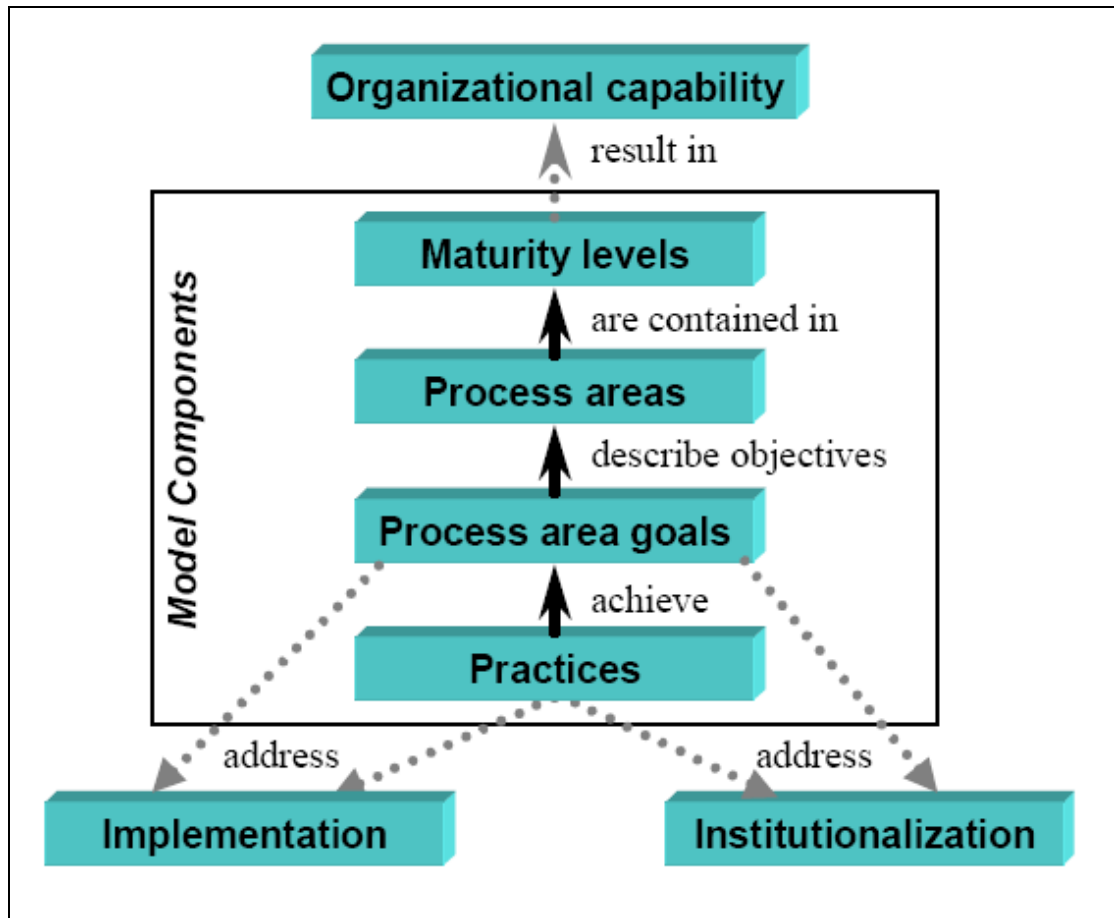 Organizational capability
result in
Maturity levels
are contained in
Process areas
describe objectives
Process area goals
achieve
Practices
Model Components
address
address
Implementation
Institutionalization